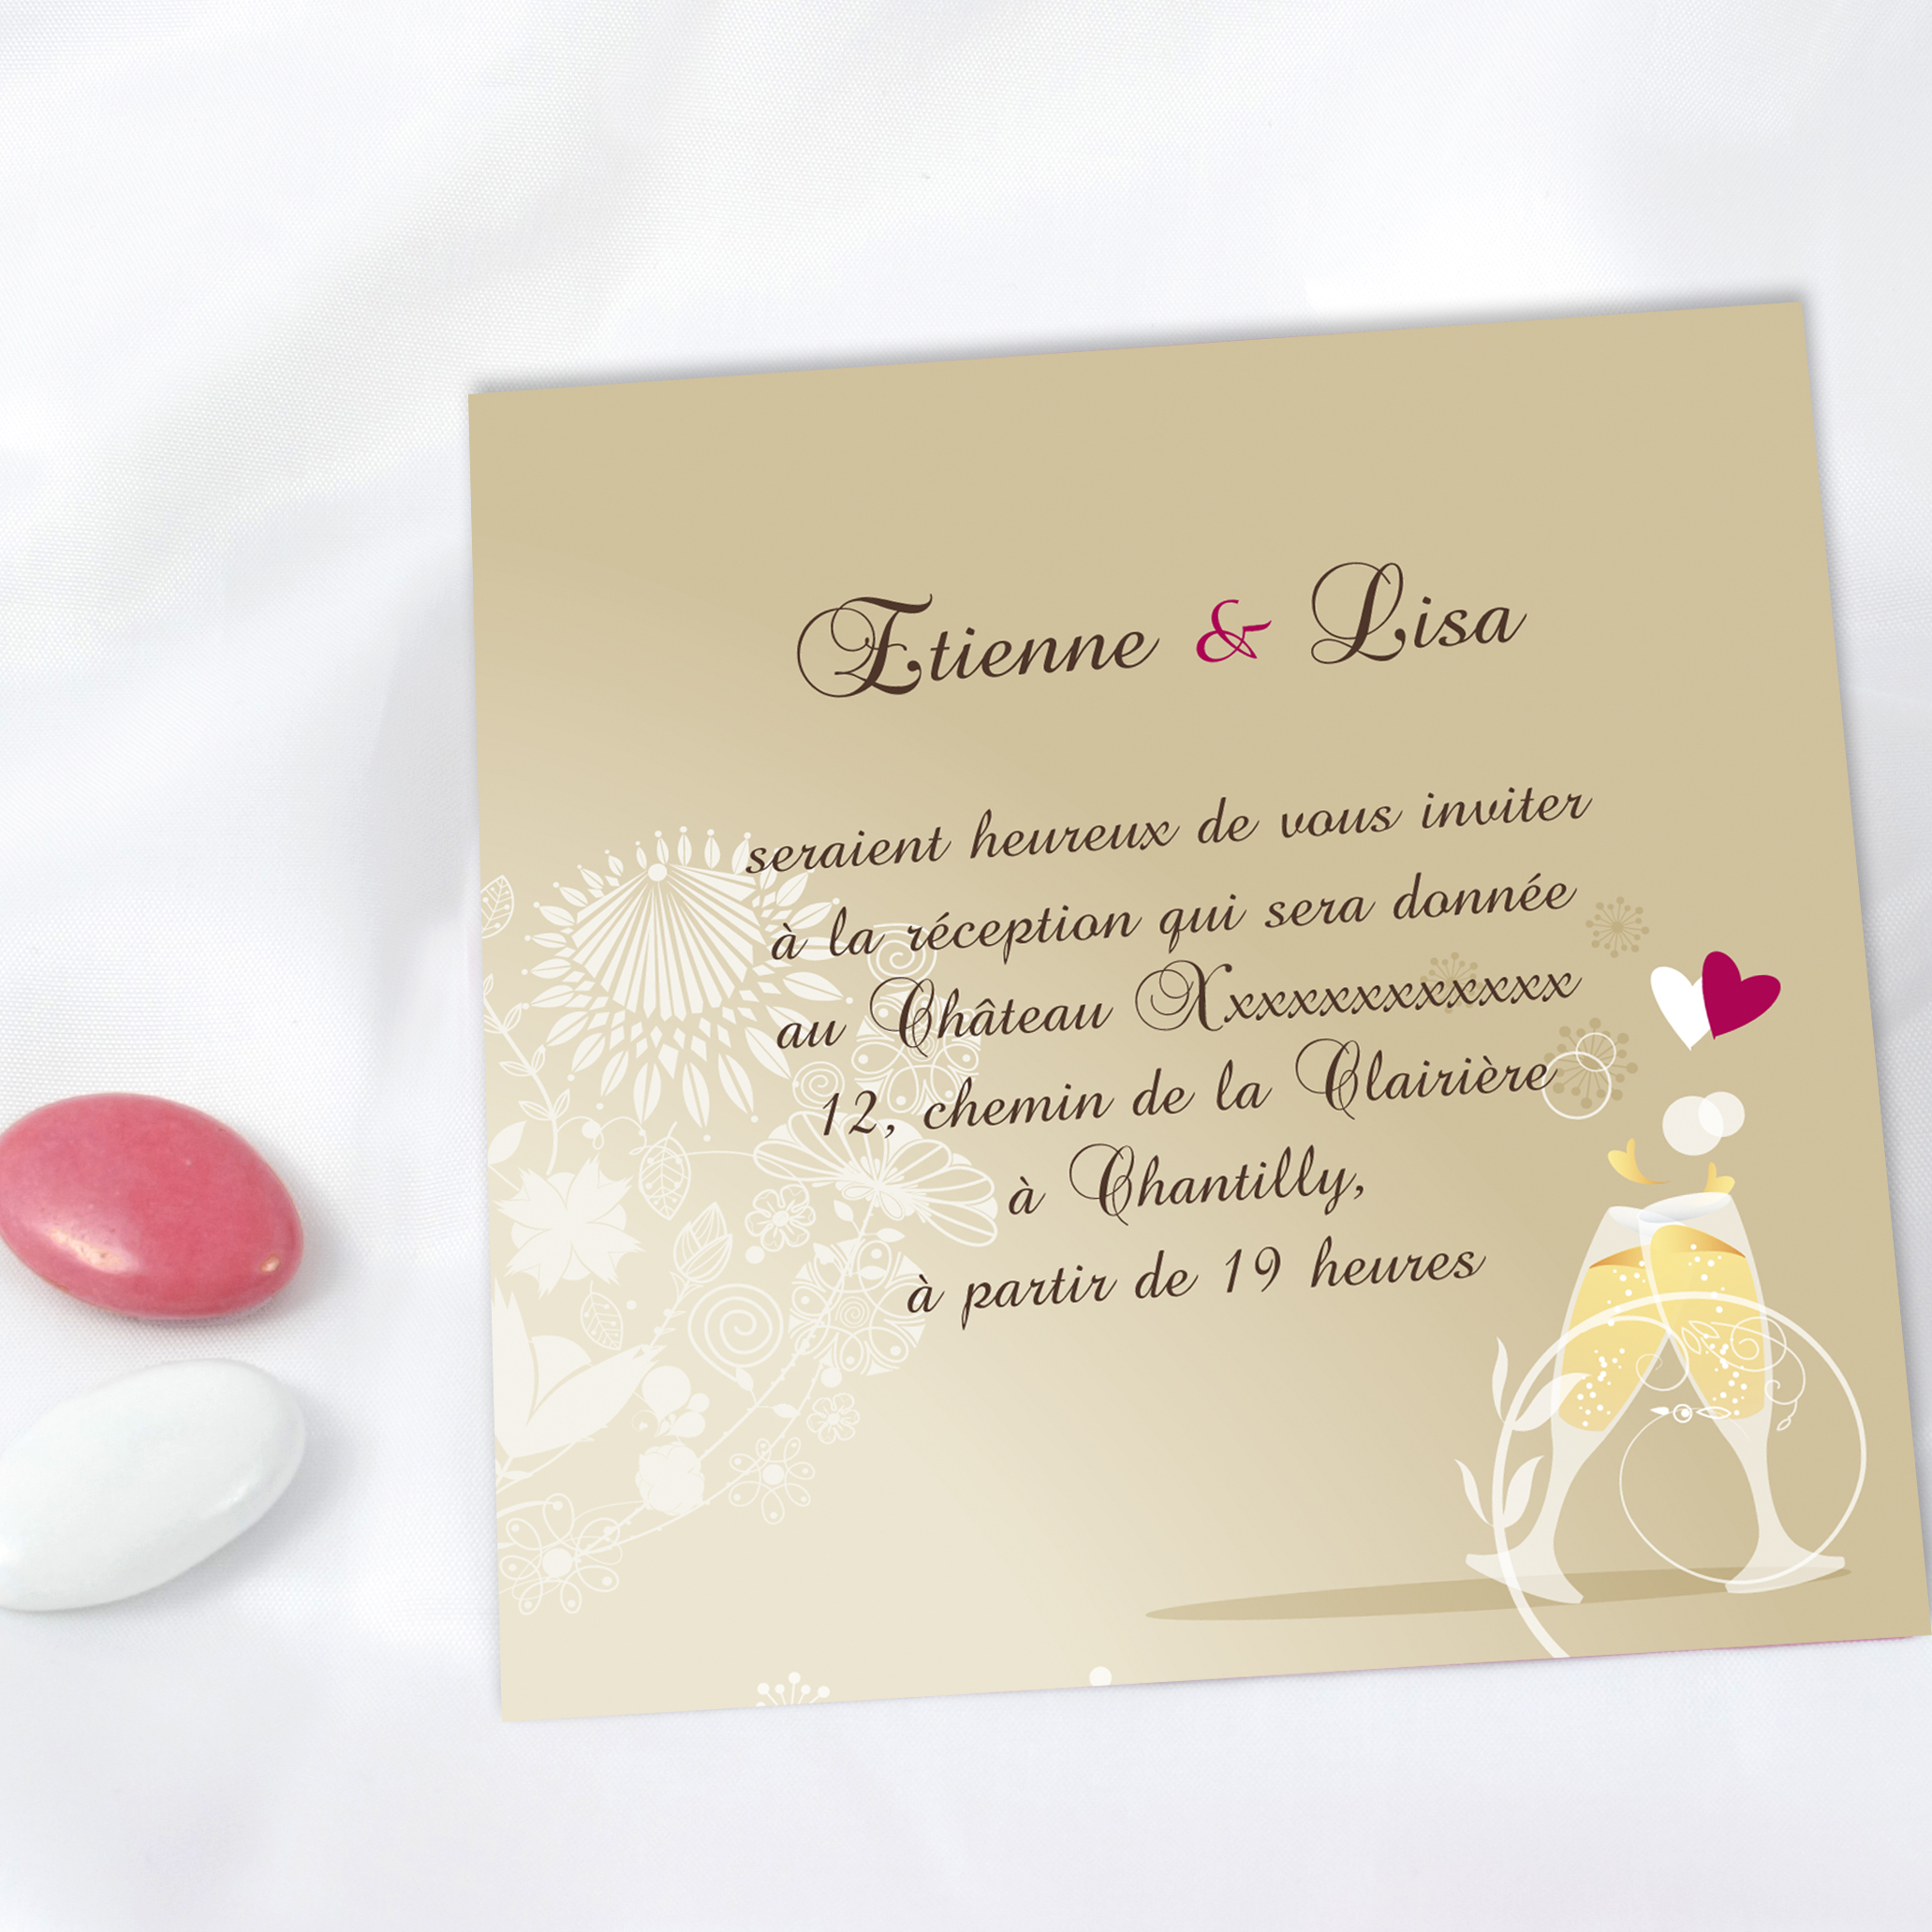 Etienne & Lisa
seraient heureux de vous inviter
à la réception qui sera donnée
au Château Xxxxxxxxxxxx
12, chemin de la Clairière
à Chantilly,
à partir de 19 heures